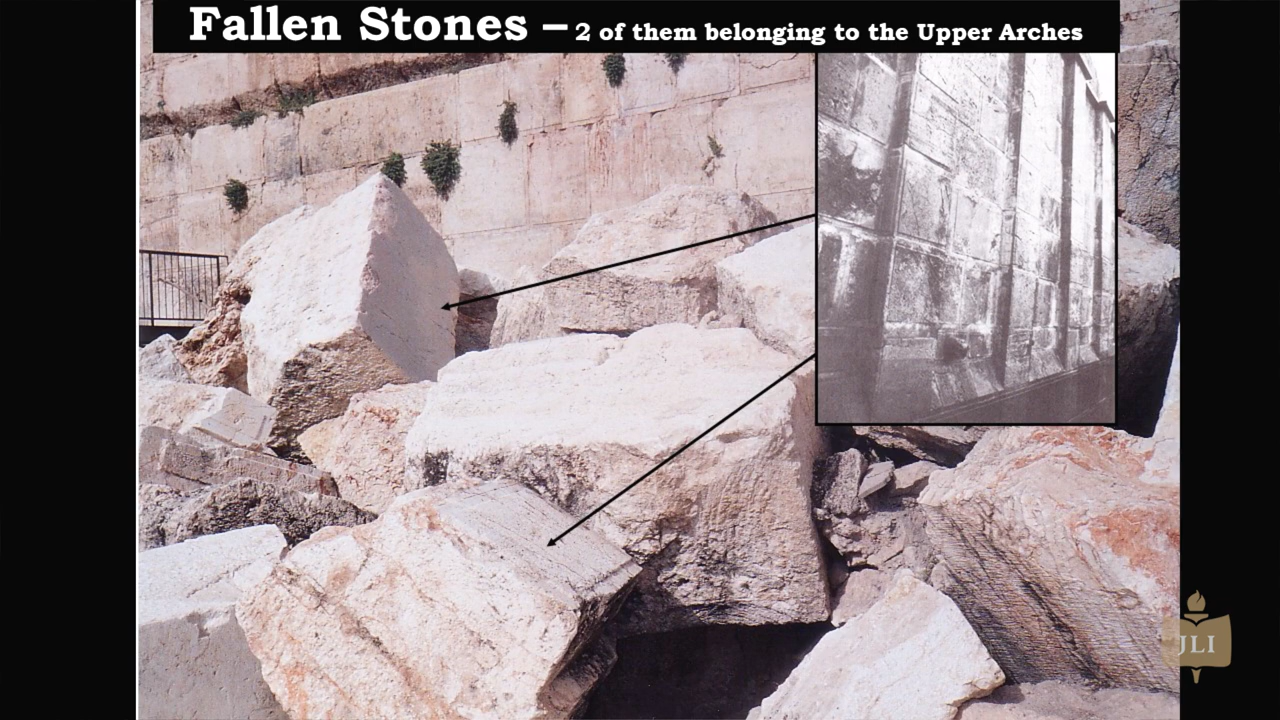 Fallen Stones – 2 of them belonging to the Upper Arches
JLI